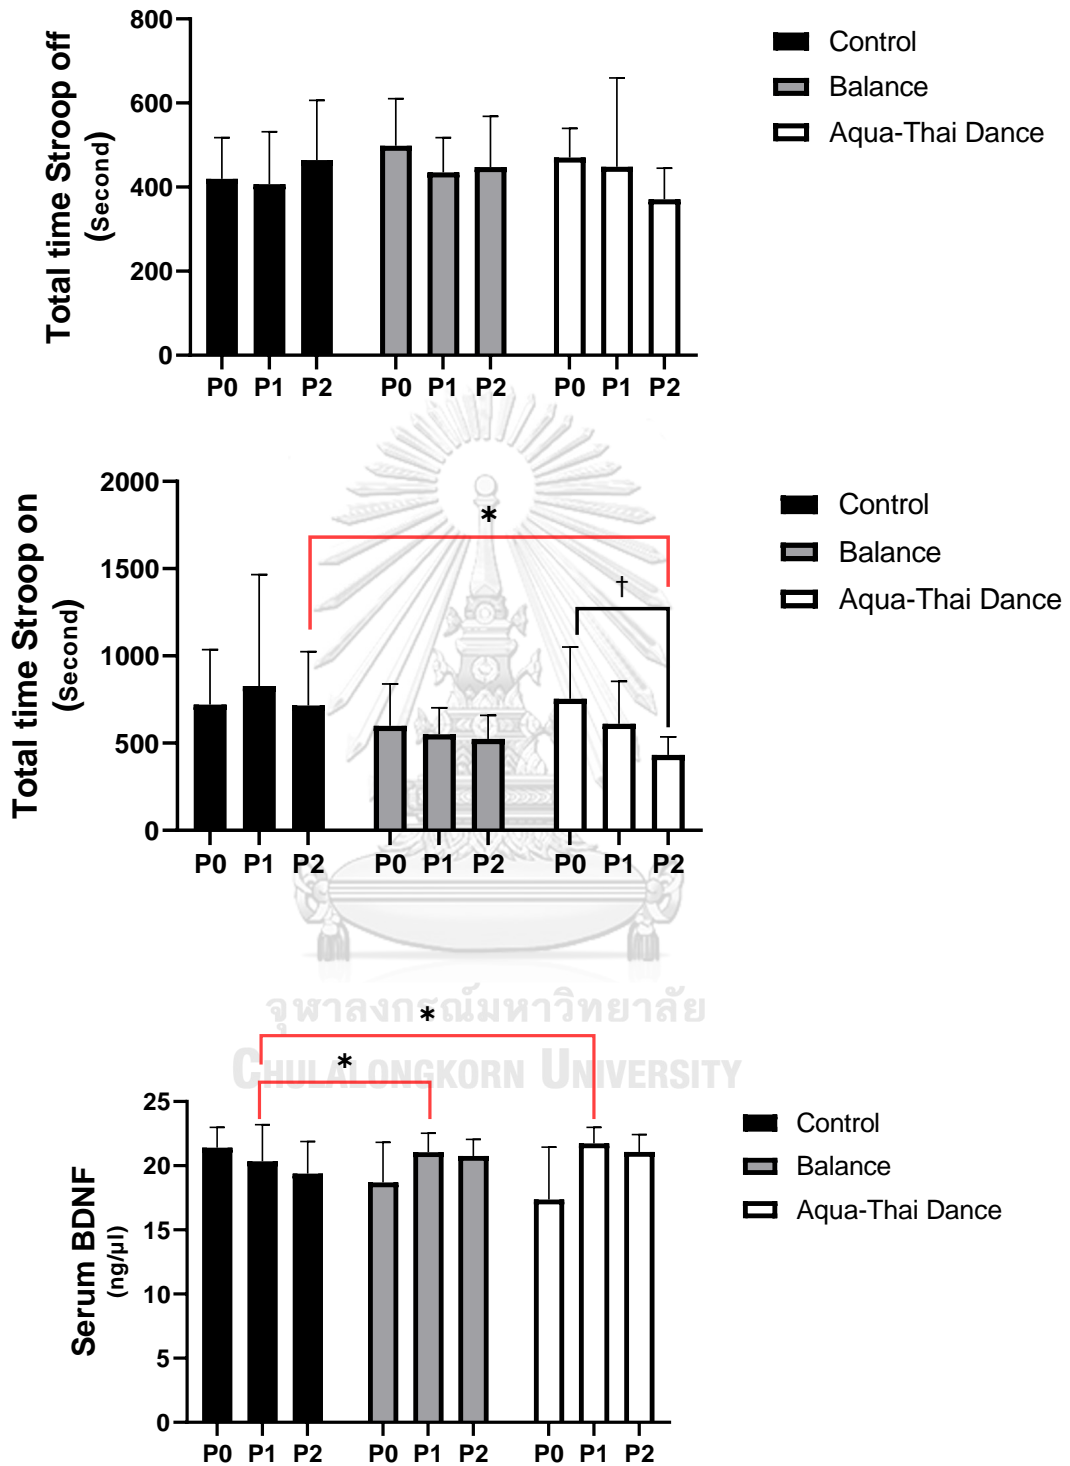 800
600
400
200
0
Total time Stroop off
(Second)
P0 P1 P2 P0 P1 P2 P0 P1 P2
Control
Balance
Aqua-Thai Dance
2000
1500
1000
500
0
Total time Stroop on
(Second)
*
†
P0 P1 P2 P0 P1 P2 P0 P1 P2
Control
Balance
Aqua-Thai Dance
จุฬาลงกรณ์มหาวิทยาลัย
CHULALONGKORN UNIVERSITY
*
*
25
20
15
10
5
0
Serum BDNF
(ng/µl)
P0 P1 P2 P0 P1 P2 P0 P1 P2
Control
Balance
Aqua-Thai Dance